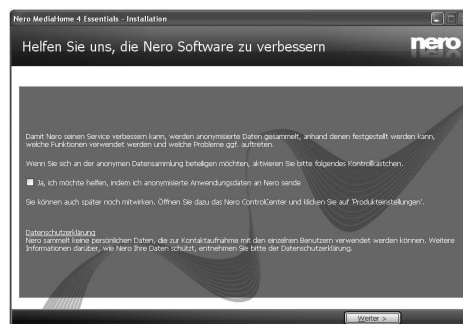 Nero MediaHome 4 Essentials - Installation
Helfen Sie uns, die Nero Software zu verbessern
nero
Damit Nero seinen Service verbessern kann, werden anonymisierte Daten gesammelt, anhand denen festgestellt werden kann,
welche Funktionen verwendet werden und welche Probleme ggf. auftreten.
Wenn Sie sich an der anonymen Datensammlung beteiligen möchten, aktivieren Sie bitte folgendes Kontrollkästchen.
Ja, ich möchte helfen, indem ich anonymisierte Anwendungsdaten an Nero sende
Sie können auch später noch mitwirken. Öffnen Sie dazu das Nero ControlCenter und klicken Sie auf 'Produkteinstellungen'.
Datenschutzerklärung
Nero sammelt keine persönlichen Daten, die zur Kontaktaufnahme mit den einzelnen Benutzern verwendet werden können. Weitere
Informationen darüber, wie Nero Ihre Daten schützt, entnehmen Sie bitte der Datenschutzerklärung.
Weiter >